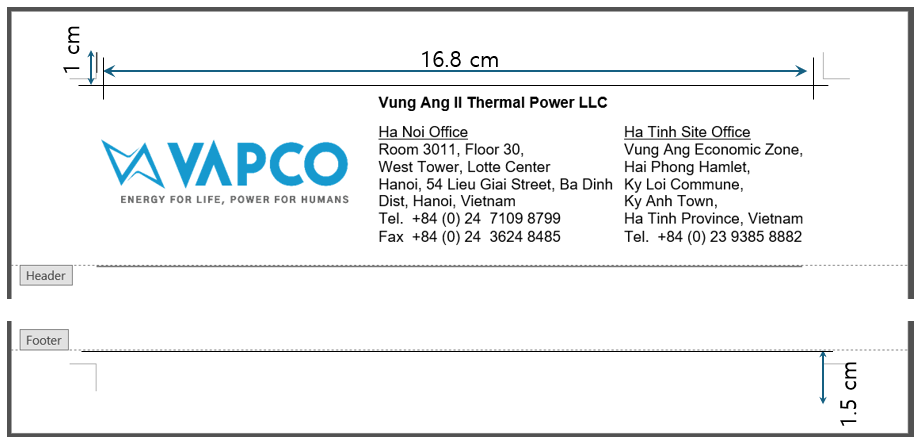 1 cm
16.8 cm
Vung Ang II Thermal Power LLC
VAPCO
ENERGY FOR LIFE, POWER FOR HUMANS
Ha Noi Office
Room 3011, Floor 30,
West Tower, Lotte Center
Hanoi, 54 Lieu Giai Street, Ba Dinh
Dist, Hanoi, Vietnam
Tel.  +84 (0) 24  7109 8799
Fax  +84 (0) 24  3624 8485
Ha Tinh Site Office
Vung Ang Economic Zone,
Hai Phong Hamlet,
Ky Loi Commune,
Ky Anh Town,
Ha Tinh Province, Vietnam
Tel.  +84 (0) 23 9385 8882
Header
Footer
1.5 cm